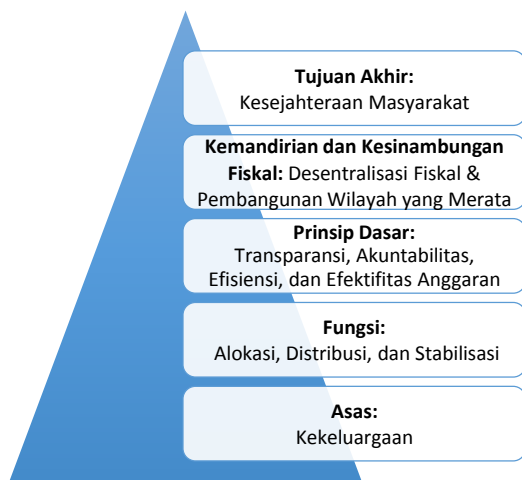 Tujuan Akhir:
Kesejahteraan Masyarakat
Kemandirian dan Kesinambungan
Fiskal: Desentralisasi Fiskal &
Pembangunan Wilayah yang Merata
Prinsip Dasar:
Transparansi, Akuntabilitas,
Efisiensi, dan Efektifitas Anggaran
Fungsi:
Alokasi, Distribusi, dan Stabilisasi
Asas:
Kekeluargaan